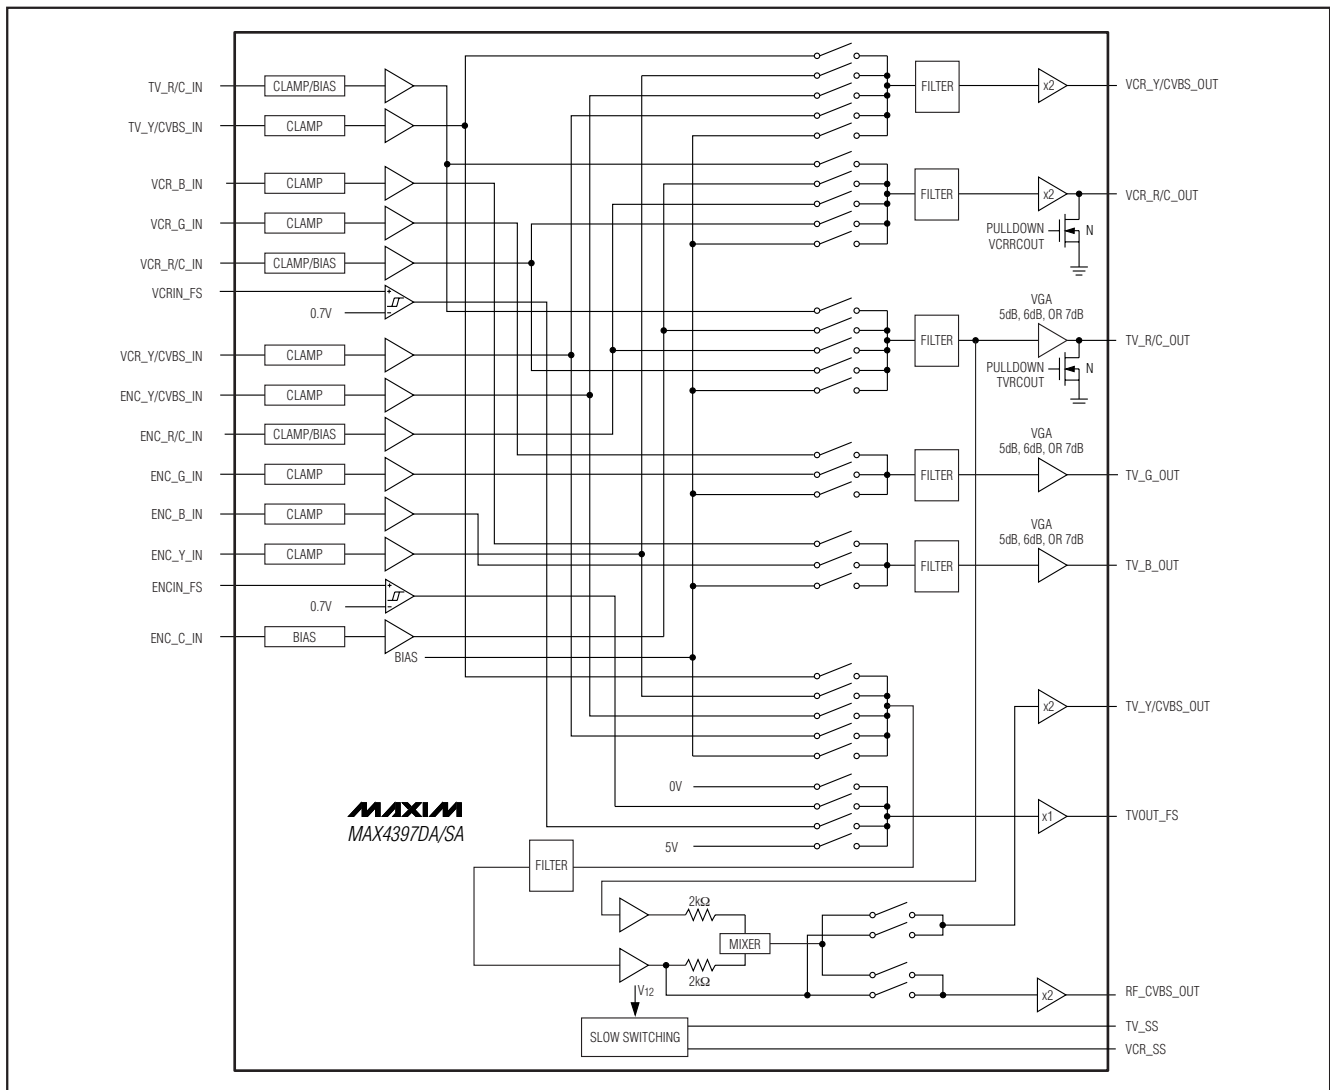 TV_R/C_IN
CLAMP/BIAS
FILTER
x2
VCR_Y/CVBS_OUT
TV_Y/CVBS_IN
CLAMP
VCR_B_IN
CLAMP
FILTER
x2
VCR_R/C_OUT
VCR_G_IN
CLAMP
PULLDOWN
VCRRCOUT
N
VCR_R/C_IN
CLAMP/BIAS
VCRIN_FS
+
−
0.7V
VGA
5dB, 6dB, OR 7dB
FILTER
TV_R/C_OUT
VCR_Y/CVBS_IN
CLAMP
PULLDOWN
TVRCOUT
N
ENC_Y/CVBS_IN
CLAMP
ENC_R/C_IN
CLAMP/BIAS
VGA
5dB, 6dB, OR 7dB
ENC_G_IN
CLAMP
FILTER
TV_G_OUT
ENC_B_IN
CLAMP
VGA
5dB, 6dB, OR 7dB
ENC_Y_IN
CLAMP
FILTER
TV_B_OUT
ENCIN_FS
+
−
0.7V
ENC_C_IN
BIAS
BIAS
x2
TV_Y/CVBS_OUT
0V
MAXIM
MAX4397DA/SA
x1
TVOUT_FS
5V
FILTER
2kΩ
MIXER
2kΩ
V12
x2
RF_CVBS_OUT
SLOW SWITCHING
TV_SS
VCR_SS